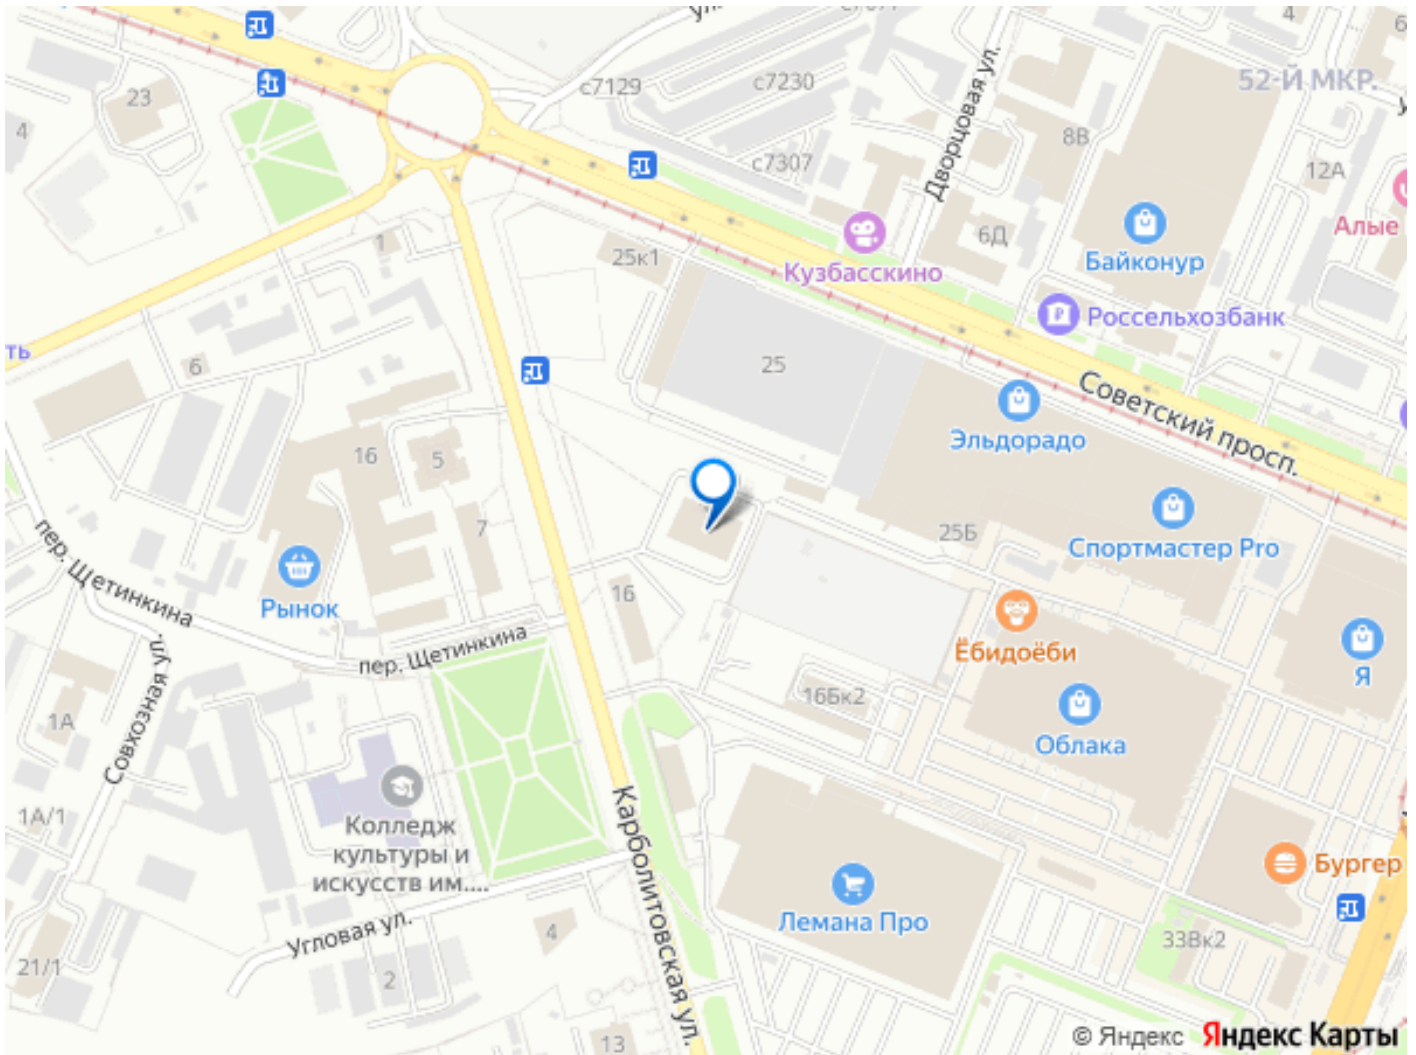 с7129
с7230
4
6
52-Й МКР.
23
4
Дворцовая ул.
8В
с7307
12А
Алые
1
25к1
Кузбасскино
6Д
Байконур
Россельхозбанк
ть
6
25
Советский просп.
Эльдорадо
16
5
7
25Б
Спортмастер Pro
пер. Щетинкина
Рынок
16
Ёбидоёби
пер. Щетинкина
Я
Совхозная ул.
1А
16Бк2
Облака
1А/1
Колледж
культуры и
искусств им....
Карболитовская ул.
Бургер
Лемана Про
Угловая ул.
4
33Вк2
21/1
2
13
© Яндекс Яндекс Карты